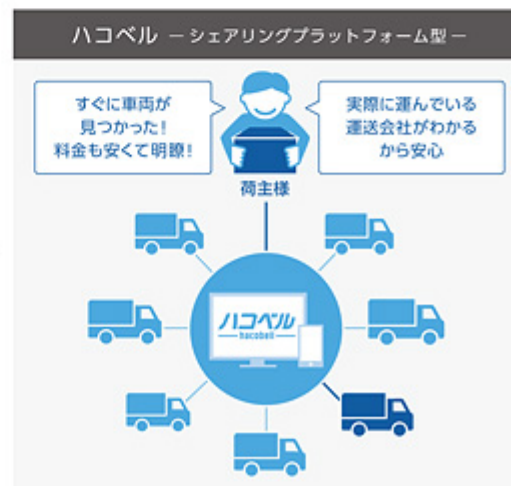 ハコベル ―シェアリングプラットフォーム型―
すぐに車両が
見つかった!
料金も安くて明瞭!
実際に運んでいる
運送会社がわかる
から安心
荷主様
ハコベル
hacobell